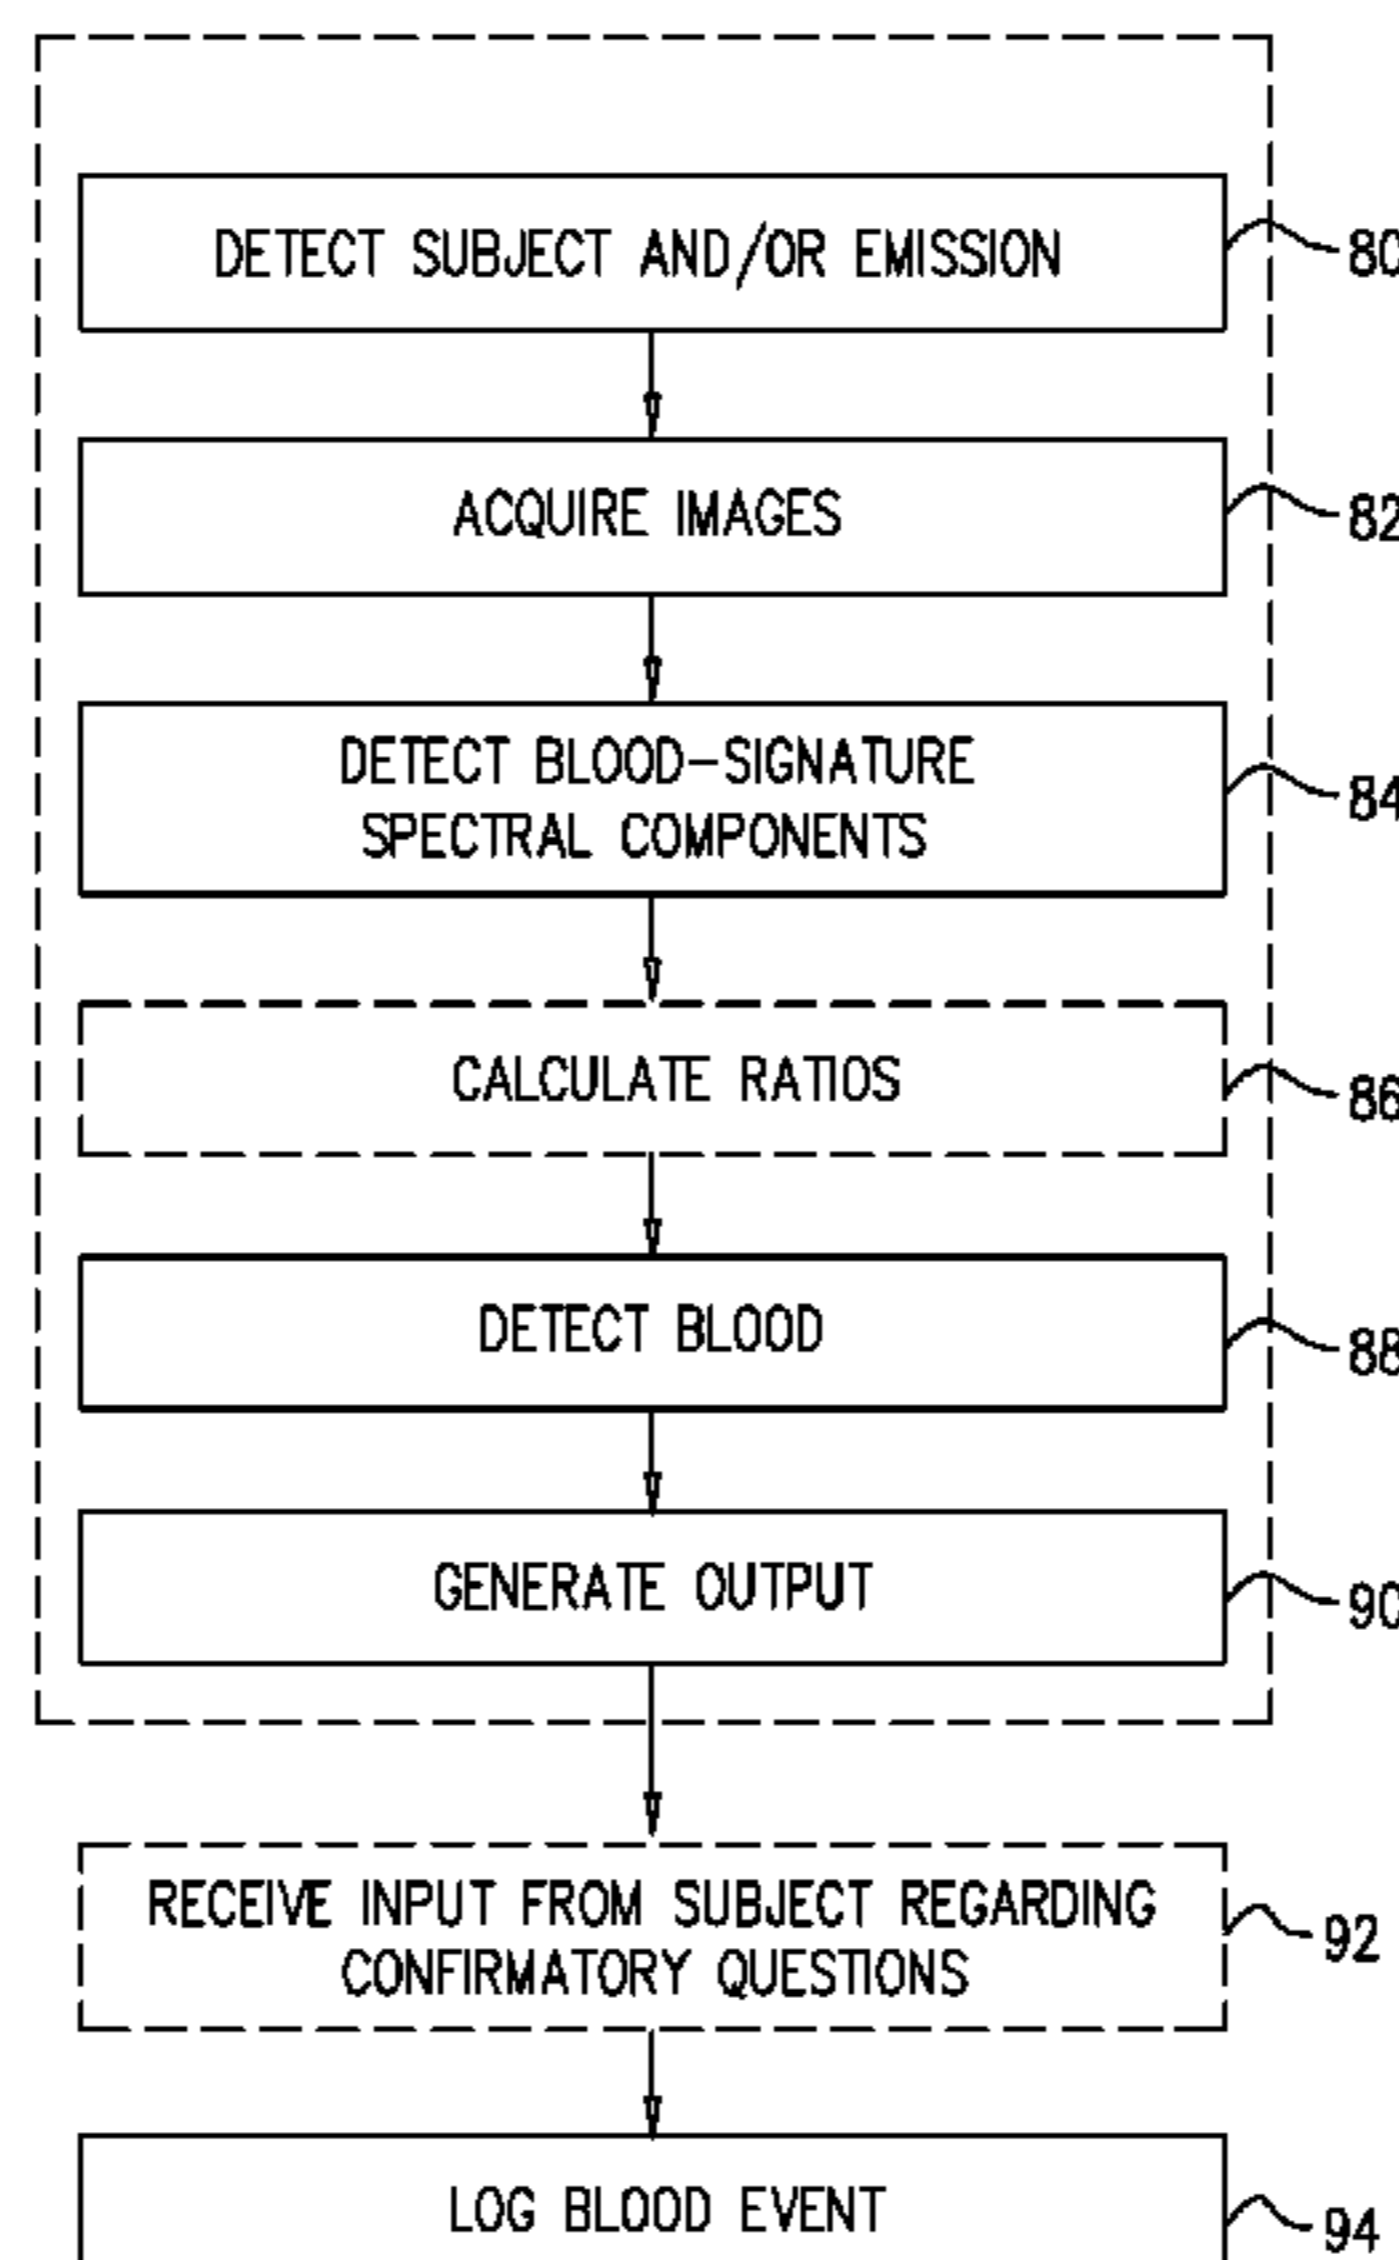 DETECT SUBJECT AND/OR EMISSION
80
ACQUIRE IMAGES
82
DETECT BLOOD-SIGNATURE
SPECTRAL COMPONENTS
84
CALCULATE RATIOS
86
DETECT BLOOD
88
GENERATE OUTPUT
90
RECEIVE INPUT FROM SUBJECT REGARDING
CONFIRMATORY QUESTIONS
92
LOG BLOOD EVENT
94